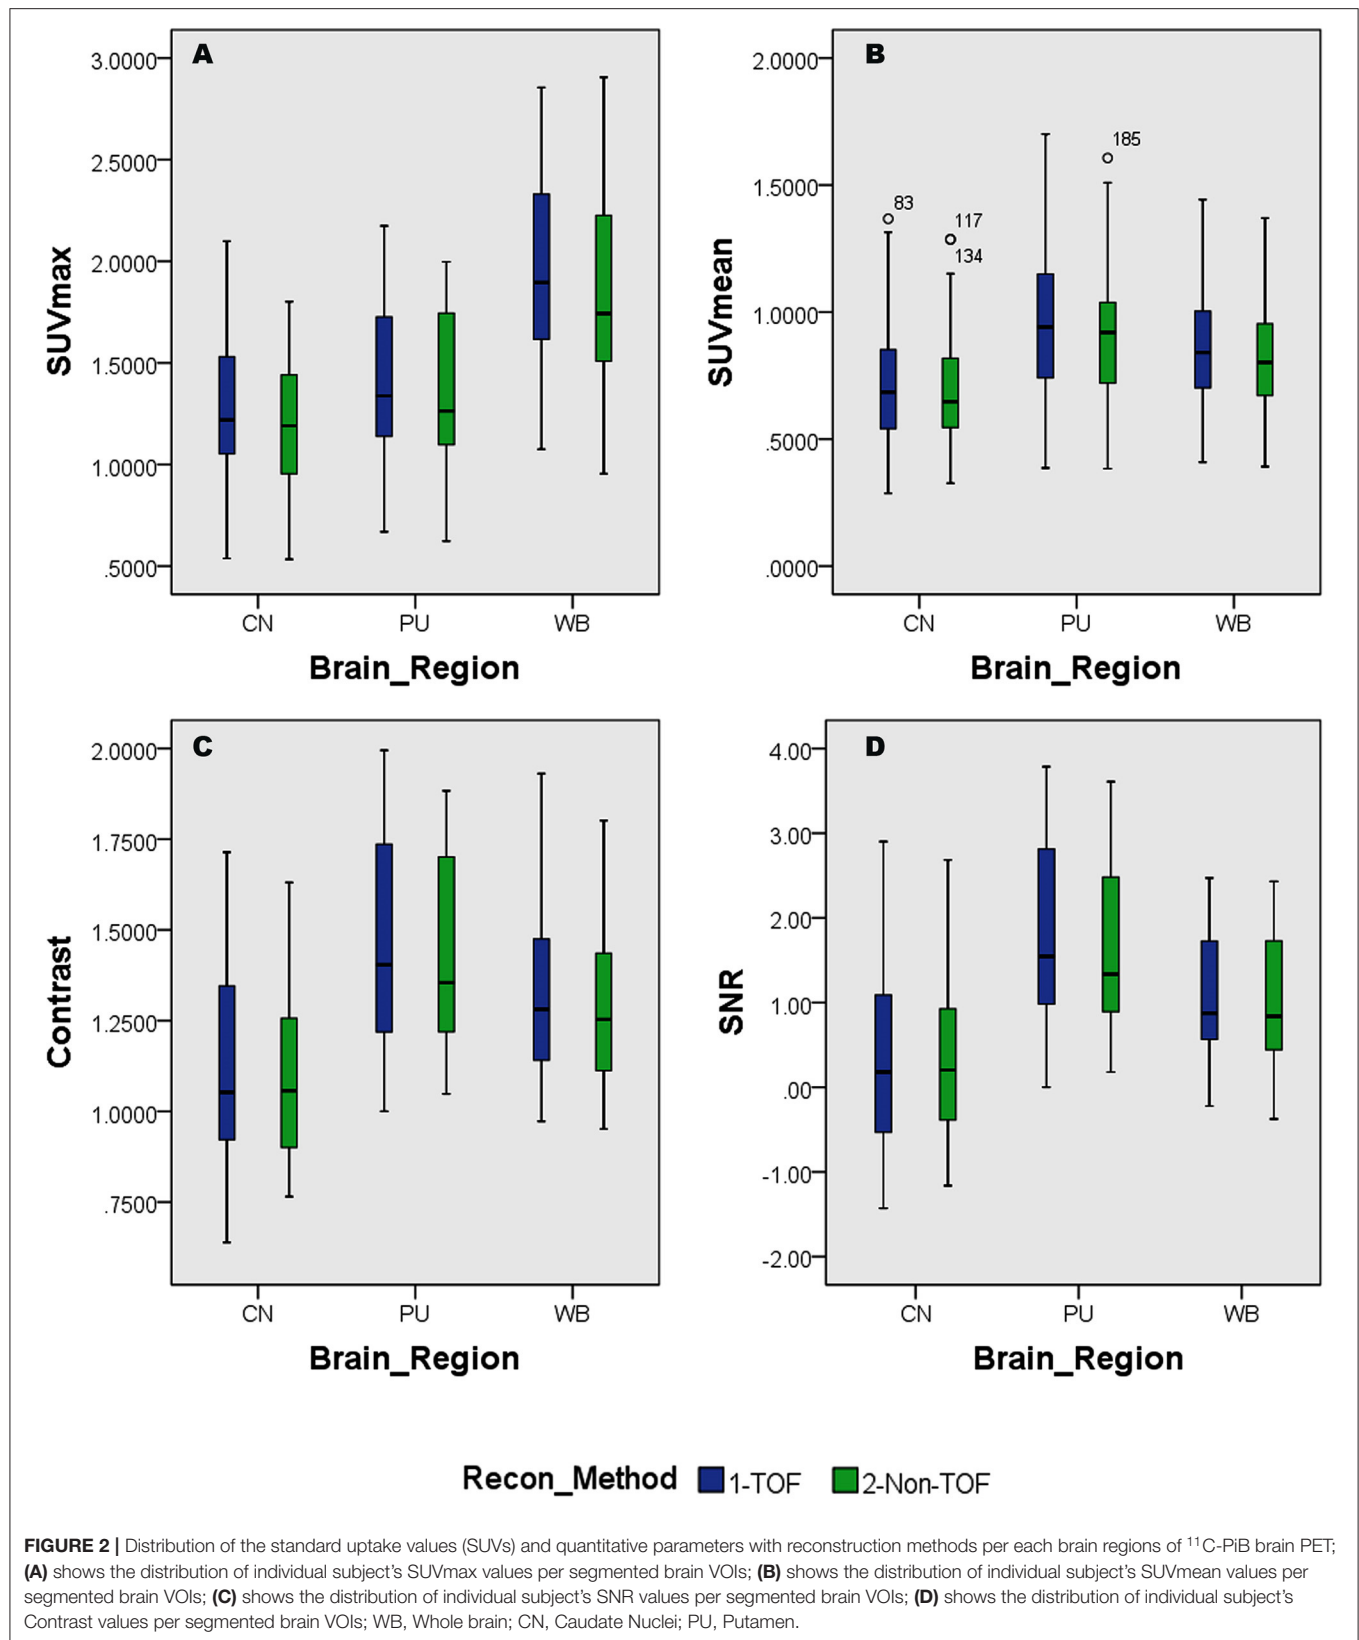 A
3.0000
2.5000
2.0000
1.5000
1.0000
.5000
SUVmax
CN PU WB
Brain_Region
B
2.0000
1.5000
1.0000
.5000
.0000
SUVmean
83
117
134
185
CN PU WB
Brain_Region
C
2.0000
1.7500
1.5000
1.2500
1.0000
.7500
Contrast
CN PU WB
Brain_Region
D
4.00
3.00
2.00
1.00
.00
-1.00
-2.00
SNR
CN PU WB
Brain_Region
Recon_Method 1-TOF 2-Non-TOF
FIGURE 2 | Distribution of the standard uptake values (SUVs) and quantitative parameters with reconstruction methods per each brain regions of ¹¹C-PiB brain PET;
(A) shows the distribution of individual subject's SUVmax values per segmented brain VOIs; (B) shows the distribution of individual subject's SUVmean values per
segmented brain VOIs; (C) shows the distribution of individual subject's SNR values per segmented brain VOIs; (D) shows the distribution of individual subject's
Contrast values per segmented brain VOIs; WB, Whole brain; CN, Caudate Nuclei; PU, Putamen.